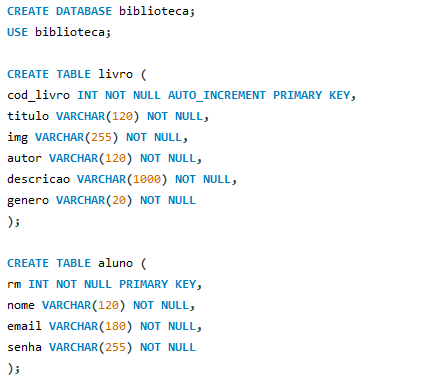 CREATE DATABASE biblioteca;
USE biblioteca;
CREATE TABLE livro (
cod_livro INT NOT NULL AUTO_INCREMENT PRIMARY KEY,
titulo VARCHAR(120) NOT NULL,
img VARCHAR(255) NOT NULL,
autor VARCHAR(120) NOT NULL,
descricao VARCHAR(1000) NOT NULL,
genero VARCHAR(20) NOT NULL
);
CREATE TABLE aluno (
rm INT NOT NULL PRIMARY KEY,
nome VARCHAR(120) NOT NULL,
email VARCHAR(180) NOT NULL,
senha VARCHAR(255) NOT NULL
);